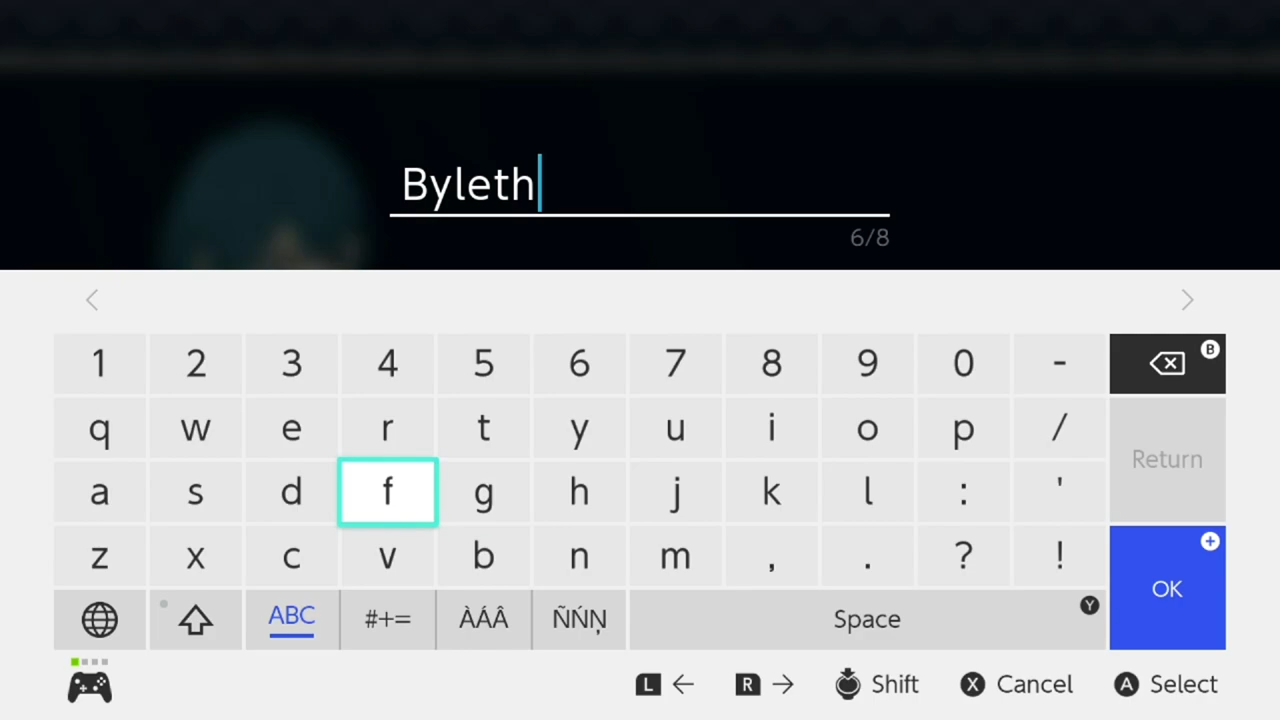 Byleth
6/8
1 2 3 4 5 6 7 8 9 0 - B
q w e r t y u i o p / Return
a s d f g h j k l : '
z x c v b n m , . ? ! +
ABC #+= ÀÁÂ ÑŃŅ Space Y OK
L ← R → Shift X Cancel A Select